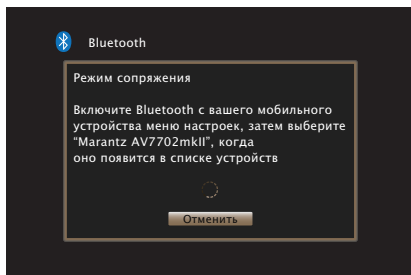 Bluetooth
Режим сопряжения
Включите Bluetooth с вашего мобильного
устройства меню настроек, затем выберите
“Marantz AV7702mkII”, когда
оно появится в списке устройств
Отменить